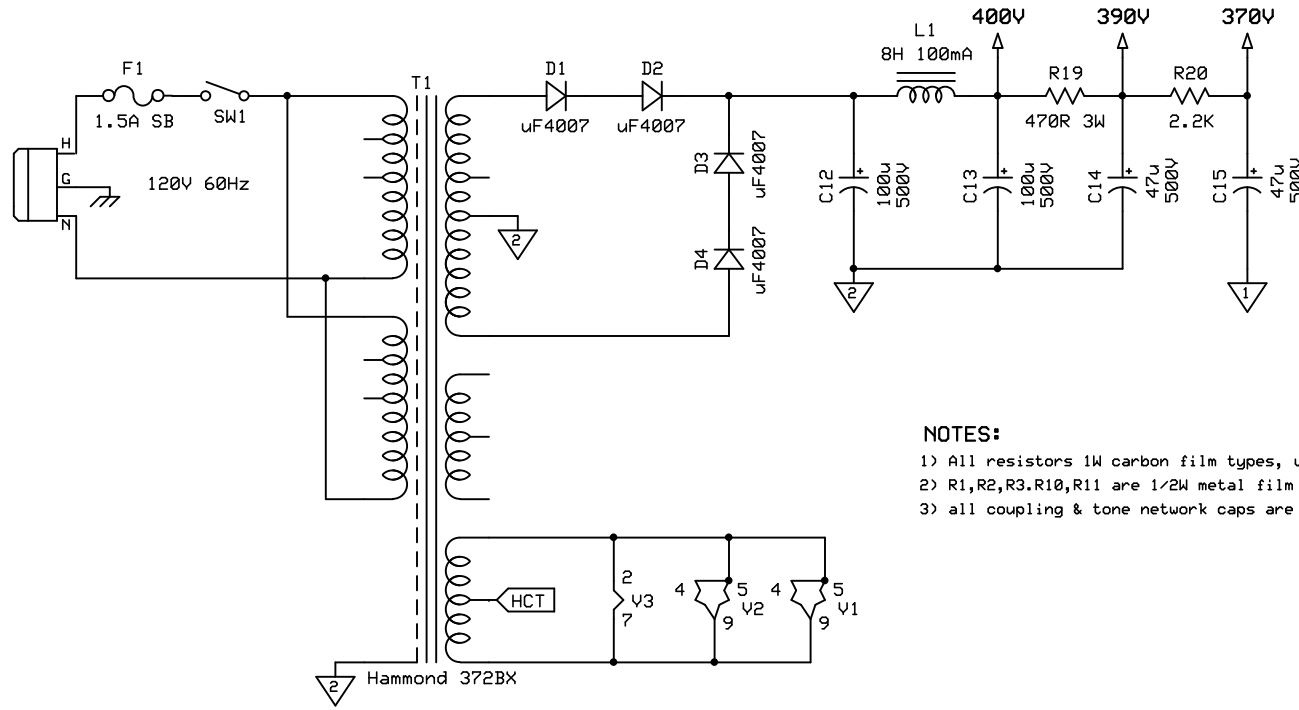 400V
390V
370V
L1
8H 100mA
F1
1.5A SB
SW1
T1
D1
uF4007
D2
uF4007
R19
470R 3W
R20
2.2K
H
G
N
120V 60Hz
D3
uF4007
D4
uF4007
C12
+
100u
500V
C13
+
100u
500V
C14
+
47u
500V
C15
+
47u
500V
2
2
1
NOTES:
1) All resistors 1W carbon film types, u
2) R1,R2,R3.R10,R11 are 1/2W metal film
3) all coupling & tone network caps are
HCT
2
V3
7
4
5
V2
9
4
5
V1
9
2
Hammond 372BX